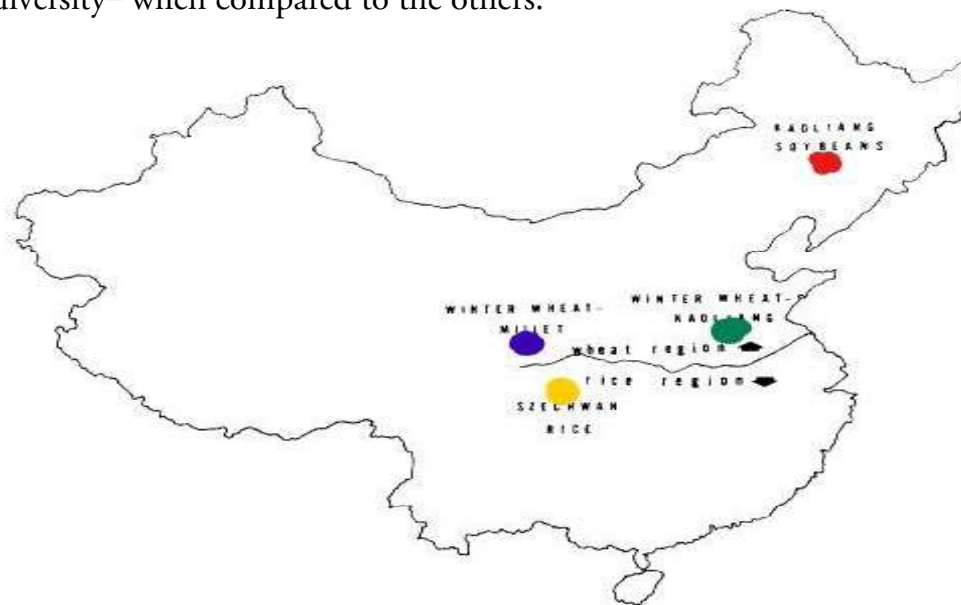 diversity when compared to the others.
KAOLIANG
SOYBEANS
WINTER WHEAT-
MILLET
WINTER WHEAT-
KAOLIANG
wheat region
rice region
SZECHWAN
RICE